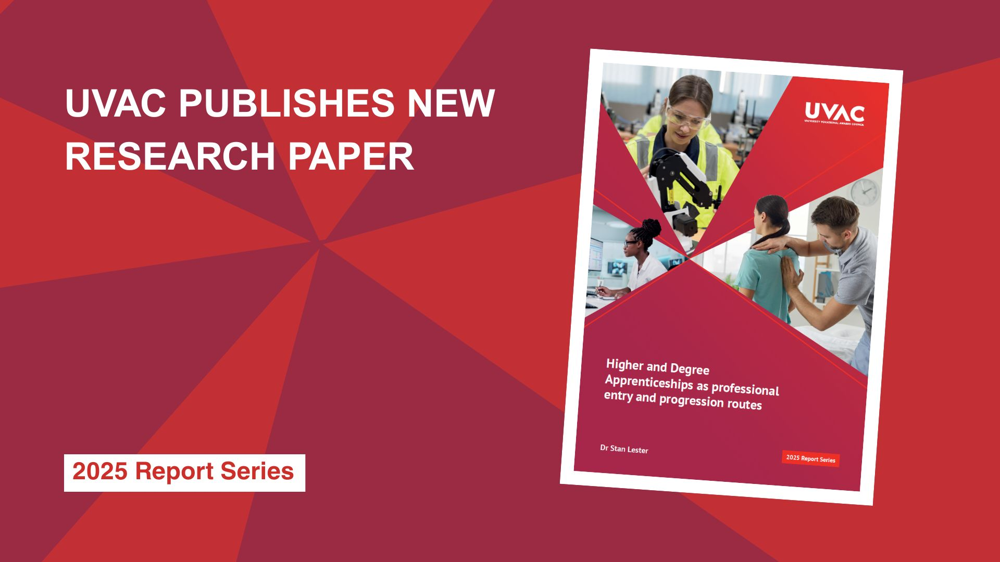 UVAC PUBLISHES NEW
RESEARCH PAPER
2025 Report Series
UVAC
UNIVERSITY VOCATIONAL AWARDS COUNCIL
Higher and Degree
Apprenticeships as professional
entry and progression routes
Dr Stan Lester
2025 Report Series